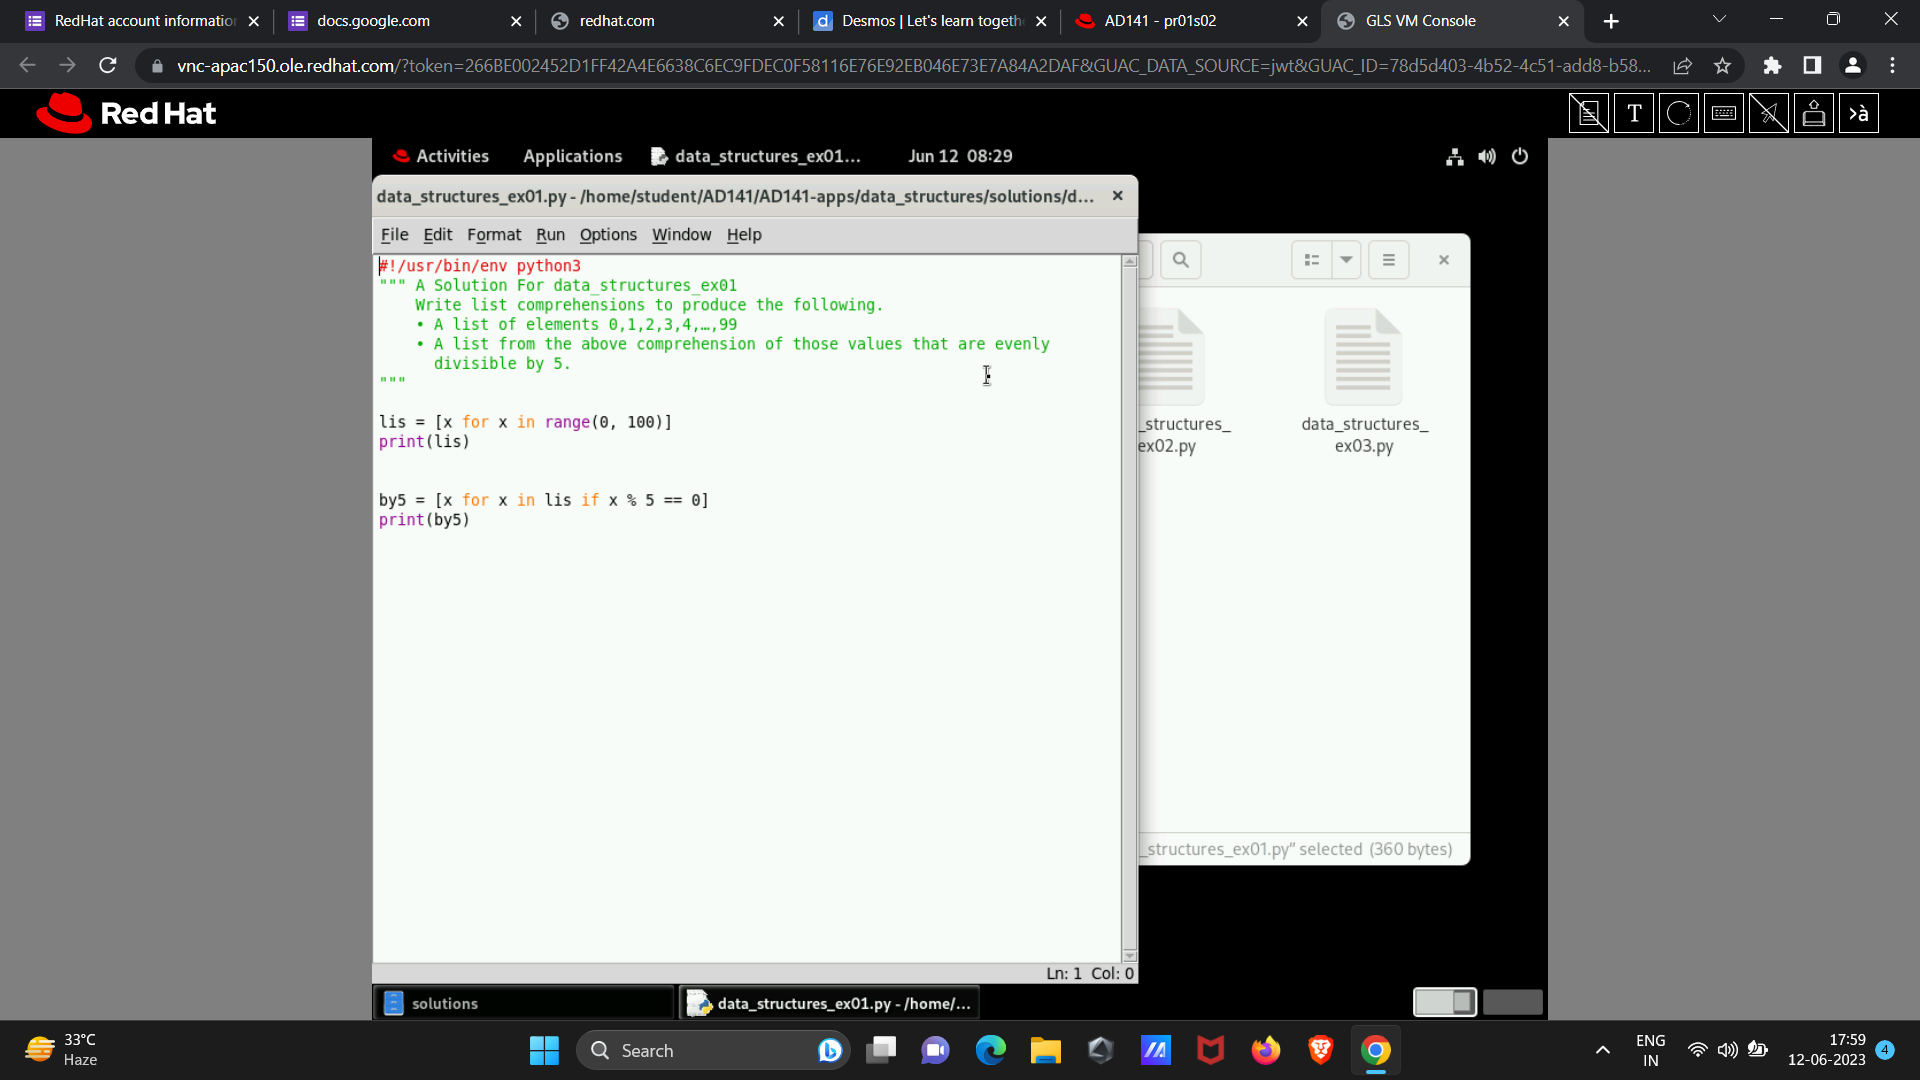 RedHat account information
docs.google.com
redhat.com
Desmos | Let's learn togeth
AD141 - pr01s02
GLS VM Console
vnc-apac150.ole.redhat.com/?token=266BE002452D1FF42A4E6638C6EC9FDEC0F58116E76E92EB046E73E7A84A2DAF&GUAC_DATA_SOURCE=jwt&GUAC_ID=78d5d403-4b52-4c51-add8-b58...
Red Hat
T
>à
Activities
Applications
data_structures_ex01...
Jun 12 08:29
data_structures_ex01.py - /home/student/AD141/AD141-apps/data_structures/solutions/d...
File Edit Format Run Options Window Help
#!/usr/bin/env python3
""" A Solution For data_structures_ex01
Write list comprehensions to produce the following.
• A list of elements 0,1,2,3,4,…,99
• A list from the above comprehension of those values that are evenly
divisible by 5.
"""
lis = [x for x in range(0, 100)]
print(lis)
by5 = [x for x in lis if x % 5 == 0]
print(by5)
Ln: 1 Col: 0
_structures_
ex02.py
data_structures_
ex03.py
_structures_ex01.py" selected (360 bytes)
solutions
data_structures_ex01.py - /home/...
33°C
Haze
Search
ENG
IN
17:59
12-06-2023
4